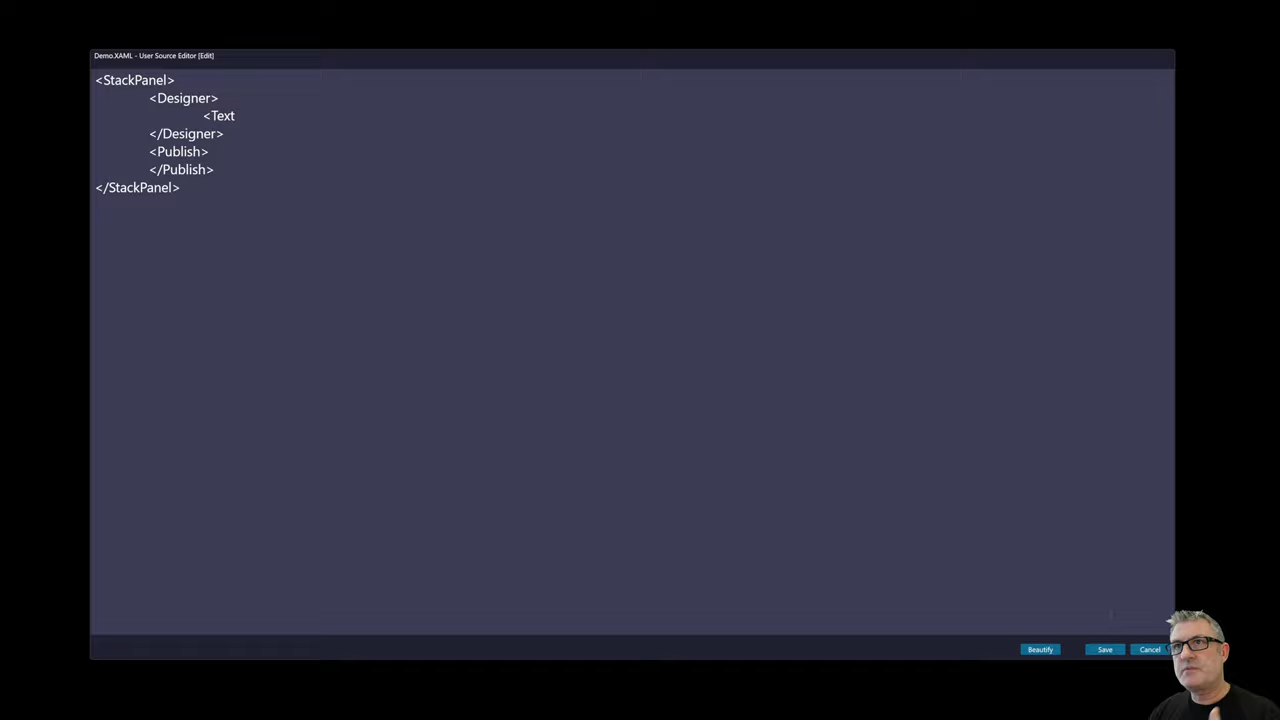 Demo.XAML - User Source Editor [Edit]
<StackPanel>
<Designer>
<Text
</Designer>
<Publish>
</Publish>
</StackPanel>
Beautify
Save
Cancel